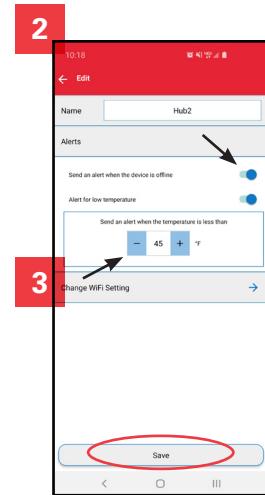 2
10:18
← Edit
Name Hub2
Alerts
Send an alert when the device is offline
Alert for low temperature
Send an alert when the temperature is less than
− 45 + °F
3
Change WiFi Setting →
Save